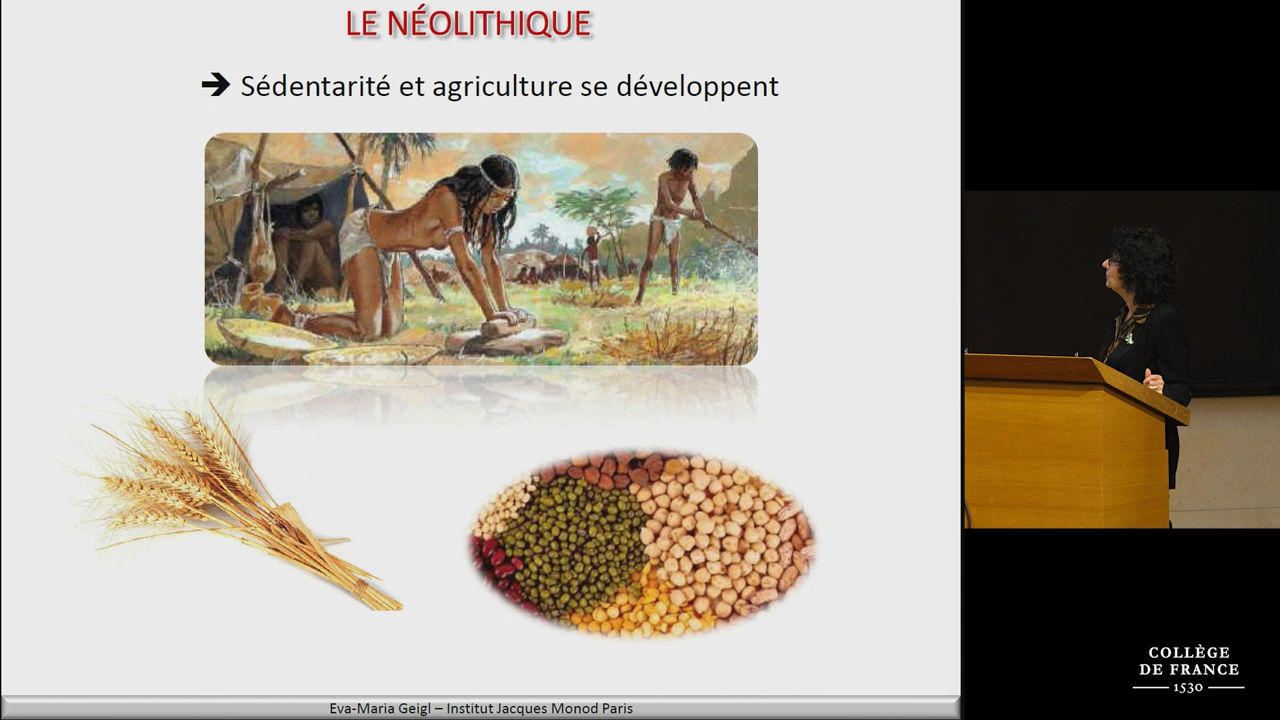 LE NÉOLITHIQUE
➔ Sédentarité et agriculture se développent
Eva-Maria Geigl – Institut Jacques Monod Paris
COLLÈGE
DE FRANCE
1530